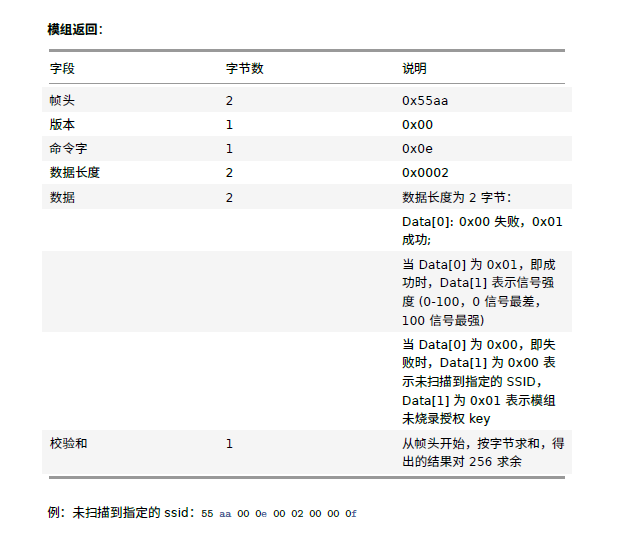 模组返回：
字段 字节数 说明
帧头 2 0x55aa
版本 1 0x00
命令字 1 0x0e
数据长度 2 0x0002
数据 2 数据长度为 2 字节：
Data[0]: 0x00 失败，0x01
成功;
当 Data[0] 为 0x01，即成
功时，Data[1] 表示信号强
度 (0-100，0 信号最差，
100 信号最强)
当 Data[0] 为 0x00，即失
败时，Data[1] 为 0x00 表
示未扫描到指定的 SSID，
Data[1] 为 0x01 表示模组
未烧录授权 key
校验和 1 从帧头开始，按字节求和，得
出的结果对 256 求余
例：未扫描到指定的 ssid：55 aa 00 0e 00 02 00 00 0f